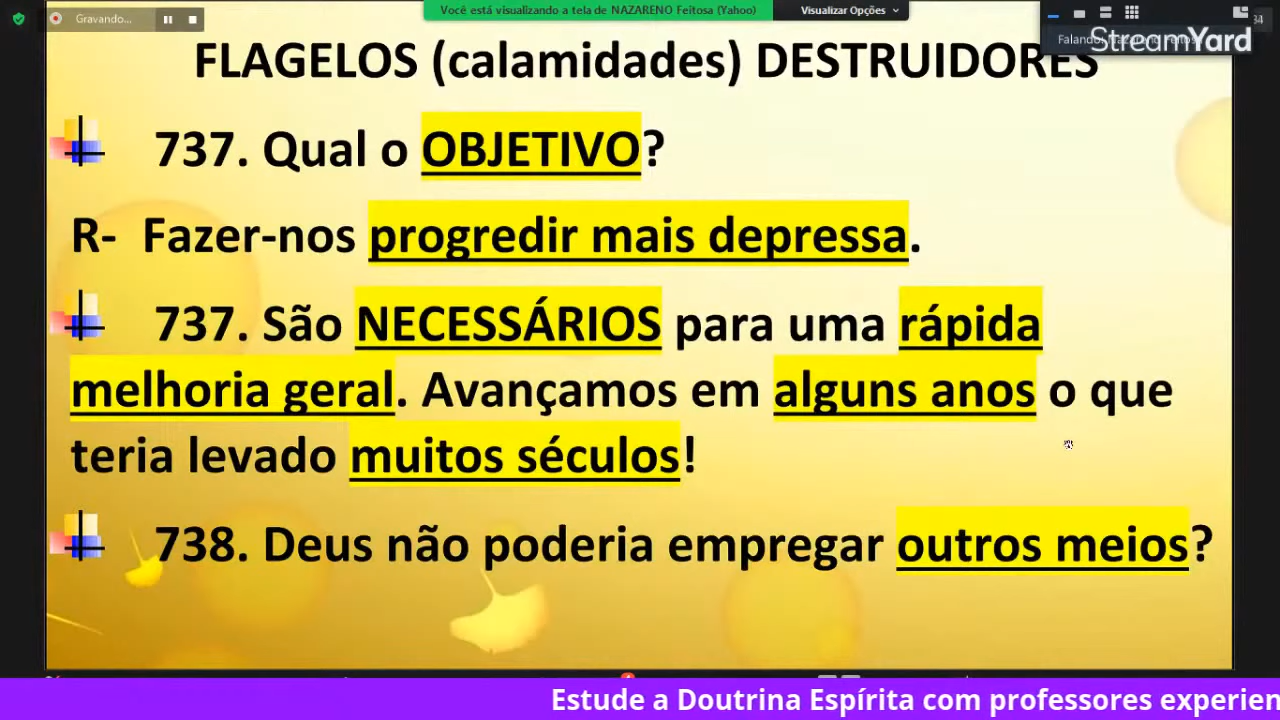 Gravando...
Você está visualizando a tela de NAZARENO Feitosa (Yahoo)
Visualizar Opções
StreamYard
FLAGELOS (calamidades) DESTRUIDORES
737. Qual o OBJETIVO?
R- Fazer-nos progredir mais depressa.
737. São NECESSÁRIOS para uma rápida
melhoria geral. Avançamos em alguns anos o que
teria levado muitos séculos!
738. Deus não poderia empregar outros meios?
Estude a Doutrina Espírita com professores experien